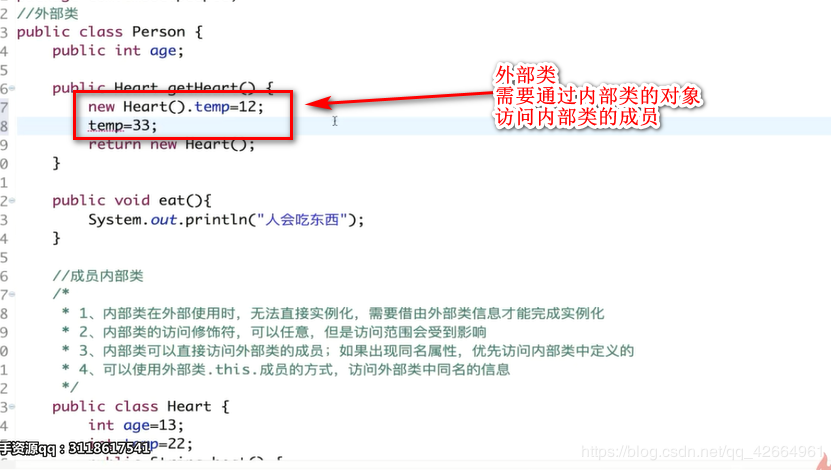 2 //外部类
3 public class Person {
4 public int age;
5
6 public Heart getHeart() {
7 new Heart().temp=12;
8 temp=33;
9 return new Heart();
0 }
1
2 public void eat(){
3 System.out.println("人会吃东西");
4 }
5
6 //成员内部类
7 /*
8 * 1、内部类在外部使用时，无法直接实例化，需要借由外部类信息才能完成实例化
9 * 2、内部类的访问修饰符，可以任意，但是访问范围会受到影响
0 * 3、内部类可以直接访问外部类的成员；如果出现同名属性，优先访问内部类中定义的
1 * 4、可以使用外部类.this.成员的方式，访问外部类中同名的信息
2 */
3 public class Heart {
4 int age=13;
temp=22;
外部类
需要通过内部类的对象
访问内部类的成员
手资源qq：3118617541
https://blog.csdn.net/qq_42664961